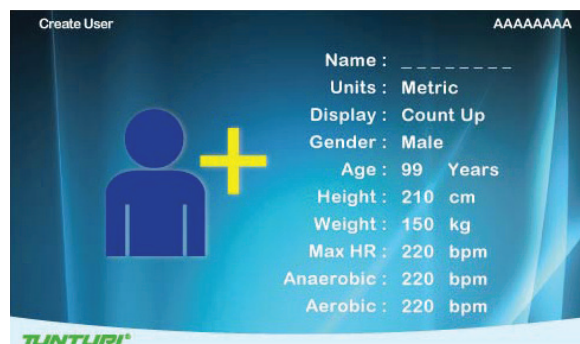 Create User AAAAAAAA
Name : _ _ _ _ _ _ _ _
Units : Metric
Display : Count Up
Gender : Male
Age : 99 Years
Height : 210 cm
Weight : 150 kg
Max HR : 220 bpm
Anaerobic : 220 bpm
Aerobic : 220 bpm
TUNTURI®